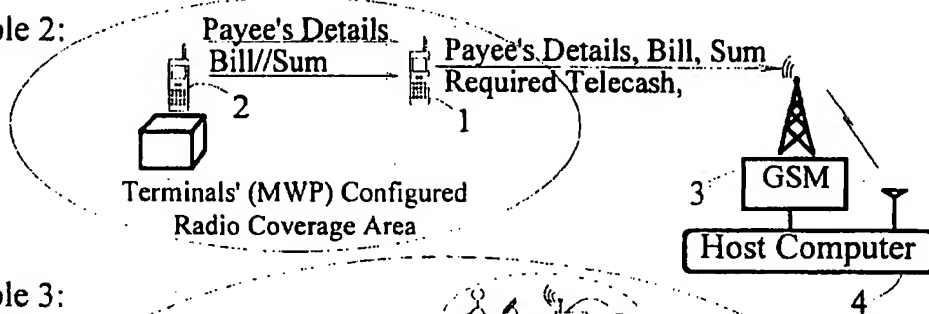 ple 2:
Payee's Details
Bill//Sum
Payee's Details, Bill, Sum
Required Telecash,
2
1
Terminals' (MWP) Configured
Radio Coverage Area
3
GSM
Host Computer
4
ple 3: